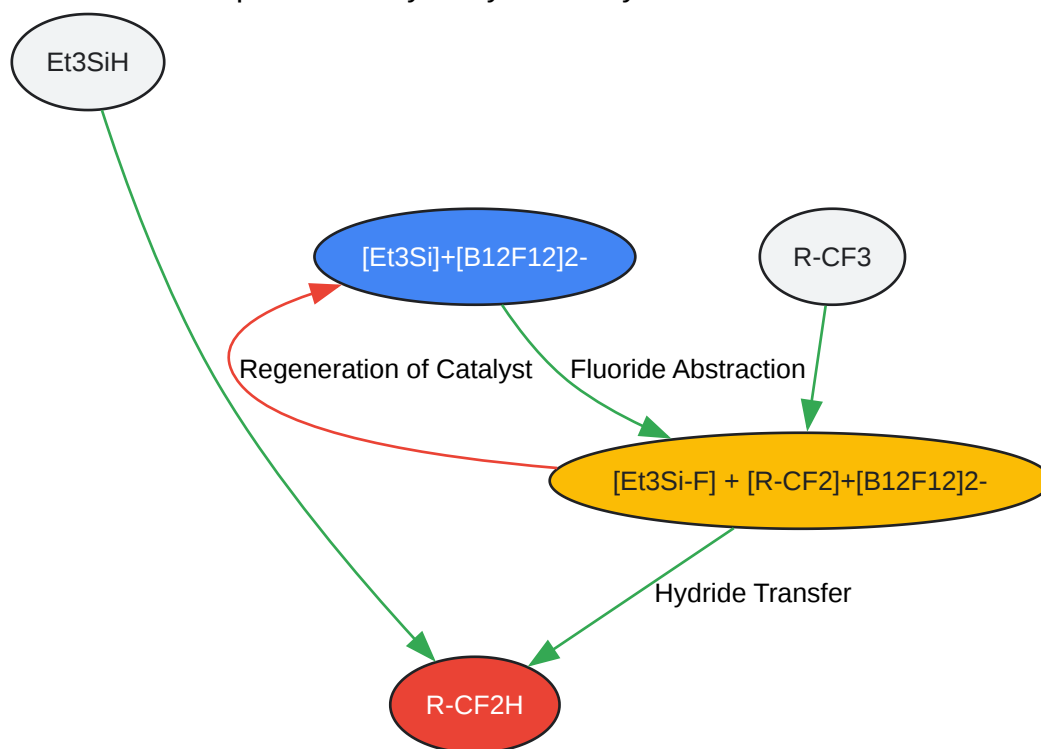 Et3SiH
[Et3Si]+[B12F12]2-
R-CF3
Regeneration of Catalyst
Fluoride Abstraction
[Et3Si-F] + [R-CF2]+[B12F12]2-
Hydride Transfer
R-CF2H